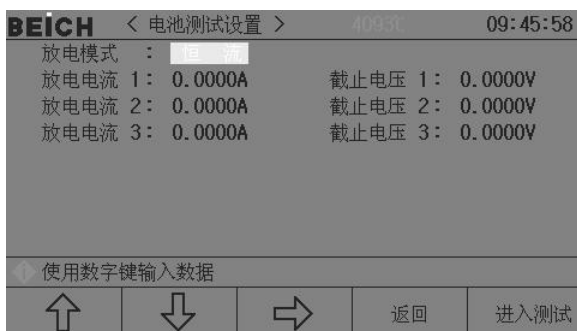 BEICH < 电池测试设置 > 4093℃ 09:45:58
放电模式 : 恒 流
放电电流 1: 0.0000A 截止电压 1: 0.0000V
放电电流 2: 0.0000A 截止电压 2: 0.0000V
放电电流 3: 0.0000A 截止电压 3: 0.0000V
使用数字键输入数据
返回 进入测试